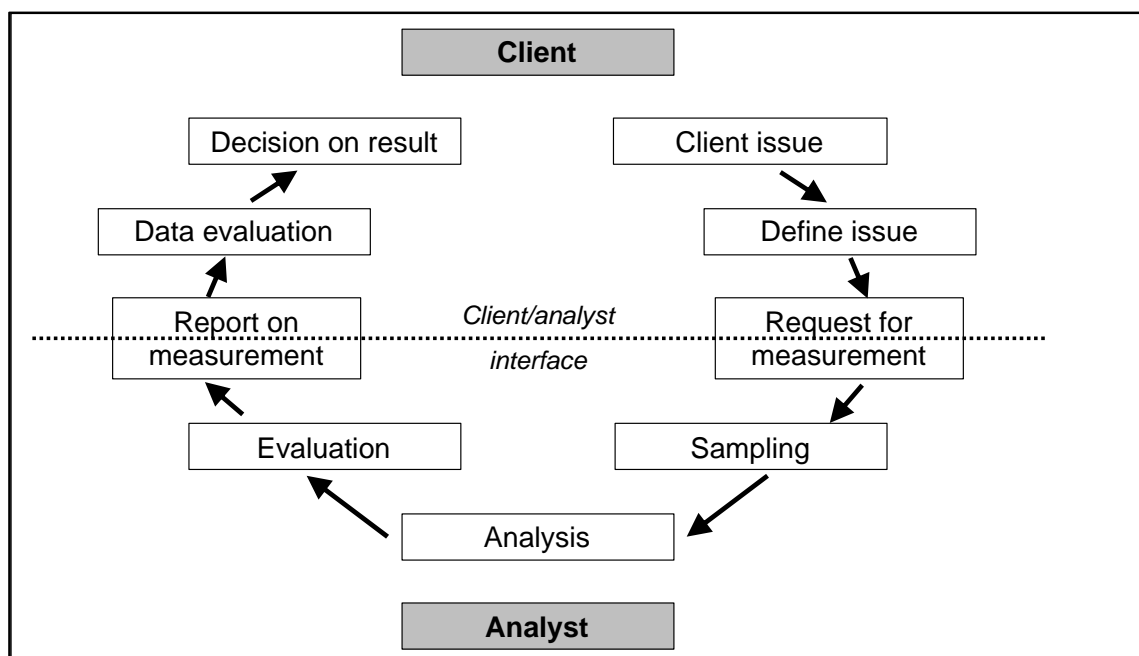 Client
Decision on result
Client issue
Data evaluation
Define issue
Report on
measurement
Client/analyst
interface
Request for
measurement
Evaluation
Sampling
Analysis
Analyst